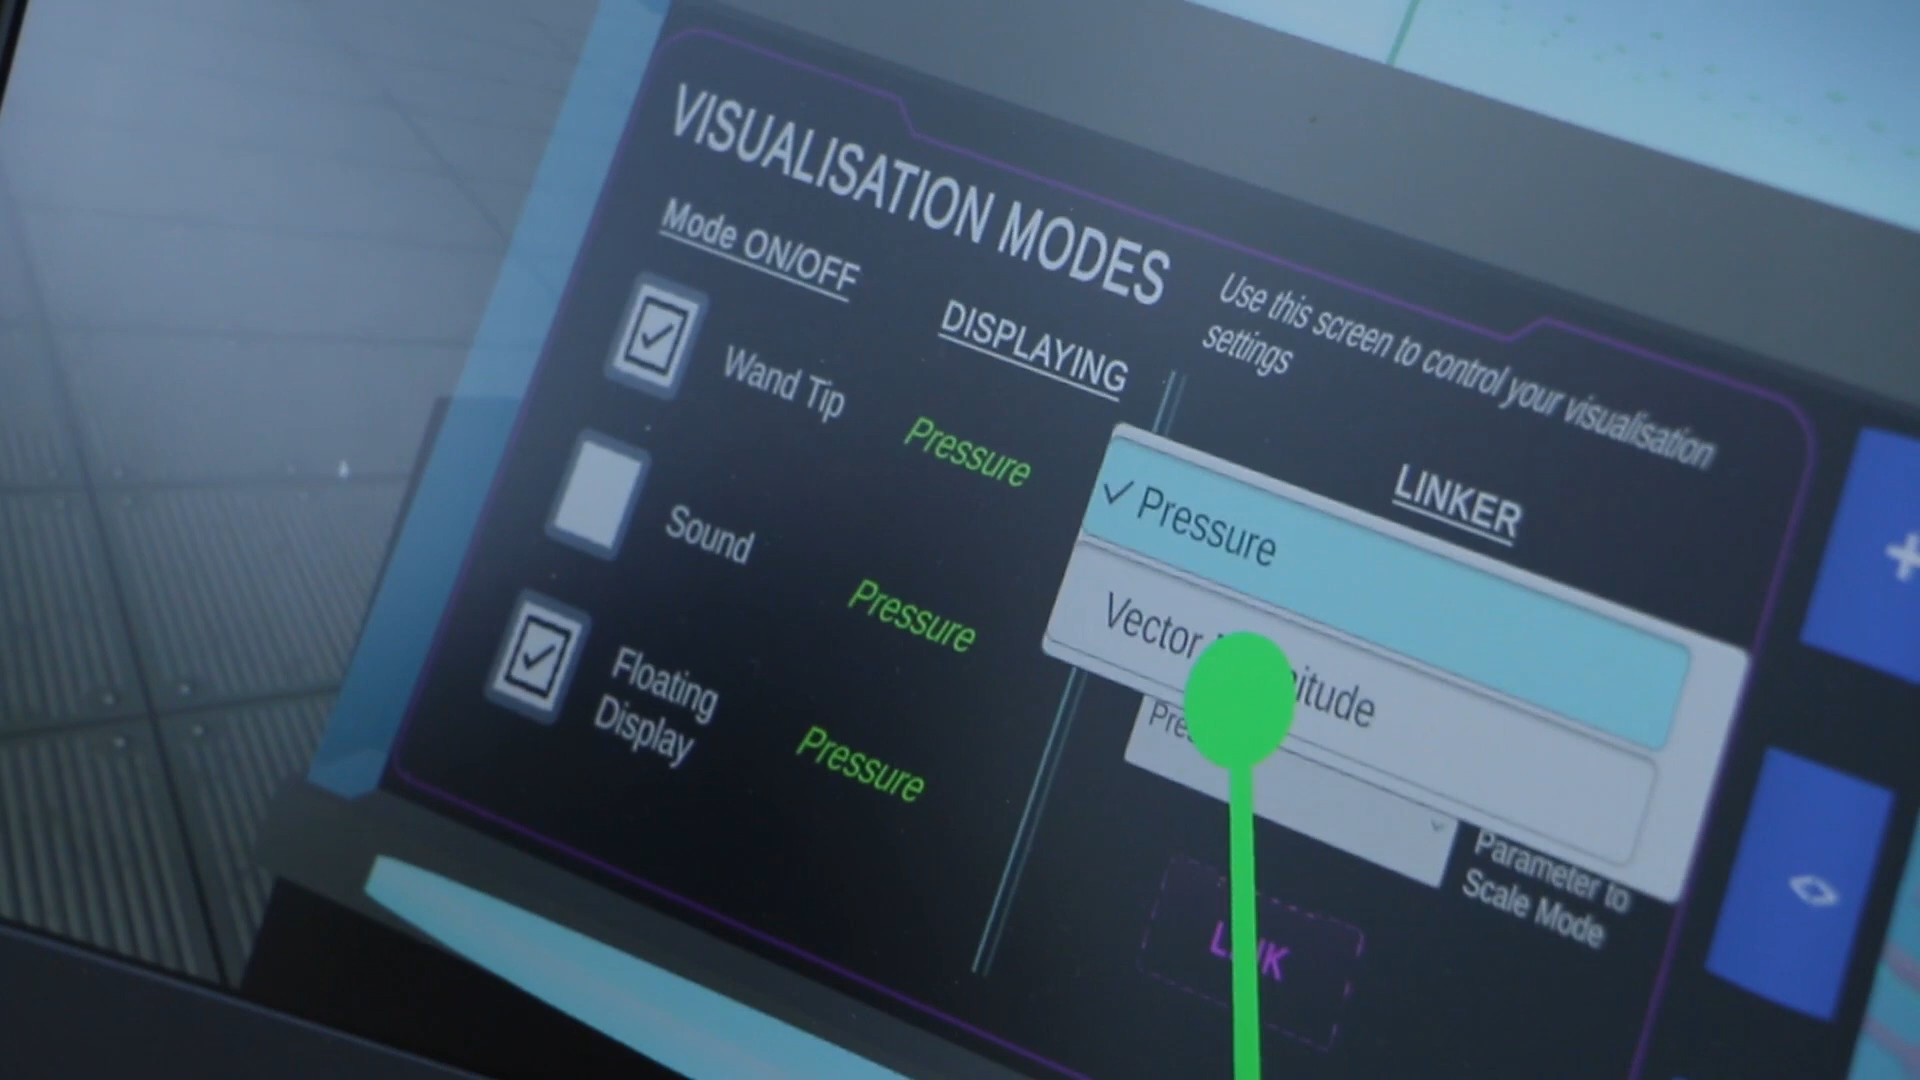 VISUALISATION MODES
Use this screen to control your visualisation
settings
Mode ON/OFF
DISPLAYING
LINKER
Wand Tip
Pressure
Sound
Pressure
Floating
Display
Pressure
Pressure
Vector
Parameter to
Scale Mode